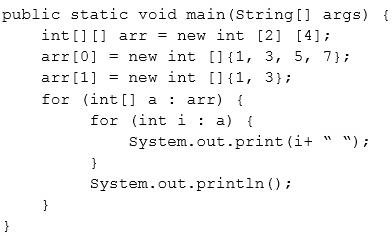 public static void main(String[] args) {
    int[][] arr = new int [2] [4];
    arr[0] = new int []{1, 3, 5, 7};
    arr[1] = new int []{1, 3};
    for (int[] a : arr) {
         for (int i : a) {
             System.out.print(i+ “ “);
         }
         System.out.println();
    }
}